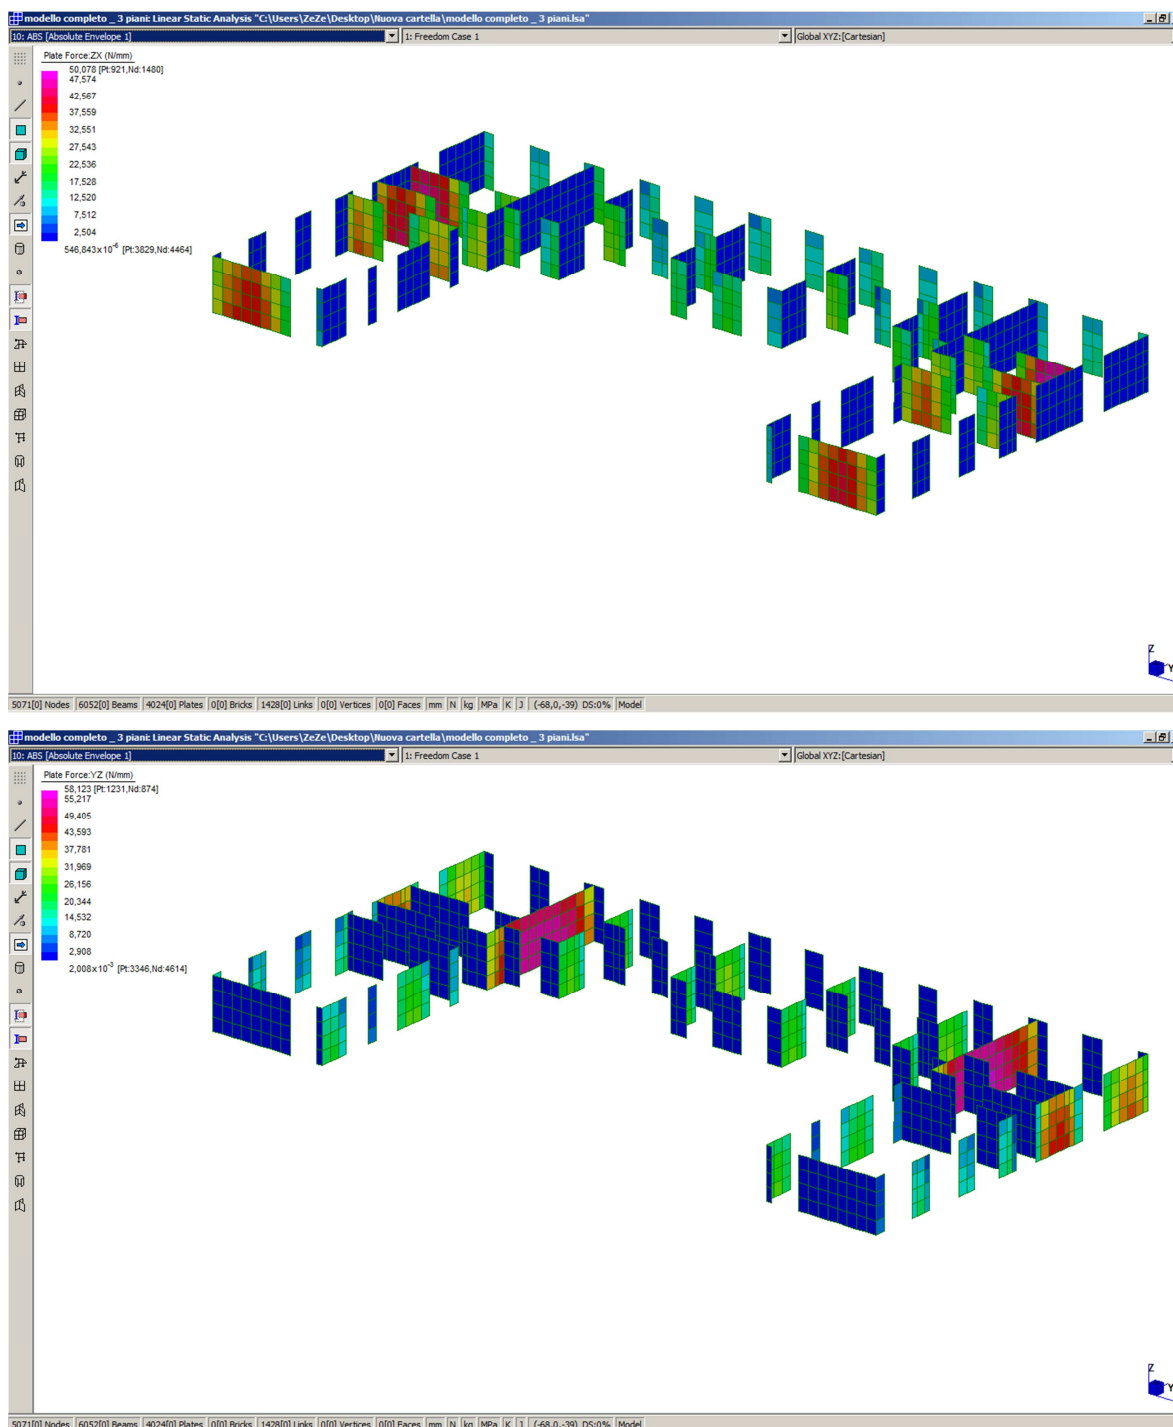 modello completo _ 3 piani: Linear Static Analysis "C:\Users\ZeZe\Desktop\Nuova cartella\modello completo _ 3 piani.lsa"
10: ABS [Absolute Envelope 1] 1: Freedom Case 1 Global XYZ:[Cartesian]
Plate Force:ZX (N/mm)
50,078 [Pt:921,Nd:1480]
47,574
42,567
37,559
32,551
27,543
22,536
17,528
12,520
7,512
2,504
546,843x10⁻⁶ [Pt:3829,Nd:4464]
Z
Y
5071[0] Nodes 6052[0] Beams 4024[0] Plates 0[0] Bricks 1428[0] Links 0[0] Vertices 0[0] Faces mm N kg MPa K J (-68,0,-39) DS:0% Model
modello completo _ 3 piani: Linear Static Analysis "C:\Users\ZeZe\Desktop\Nuova cartella\modello completo _ 3 piani.lsa"
10: ABS [Absolute Envelope 1] 1: Freedom Case 1 Global XYZ:[Cartesian]
Plate Force:YZ (N/mm)
58,123 [Pt:1231,Nd:874]
55,217
49,405
43,593
37,781
31,969
26,156
20,344
14,532
8,720
2,908
2,008x10⁻³ [Pt:3346,Nd:4614]
Z
Y
5071[0] Nodes 6052[0] Beams 4024[0] Plates 0[0] Bricks 1428[0] Links 0[0] Vertices 0[0] Faces mm N kg MPa K J (-68,0,-39) DS:0% Model